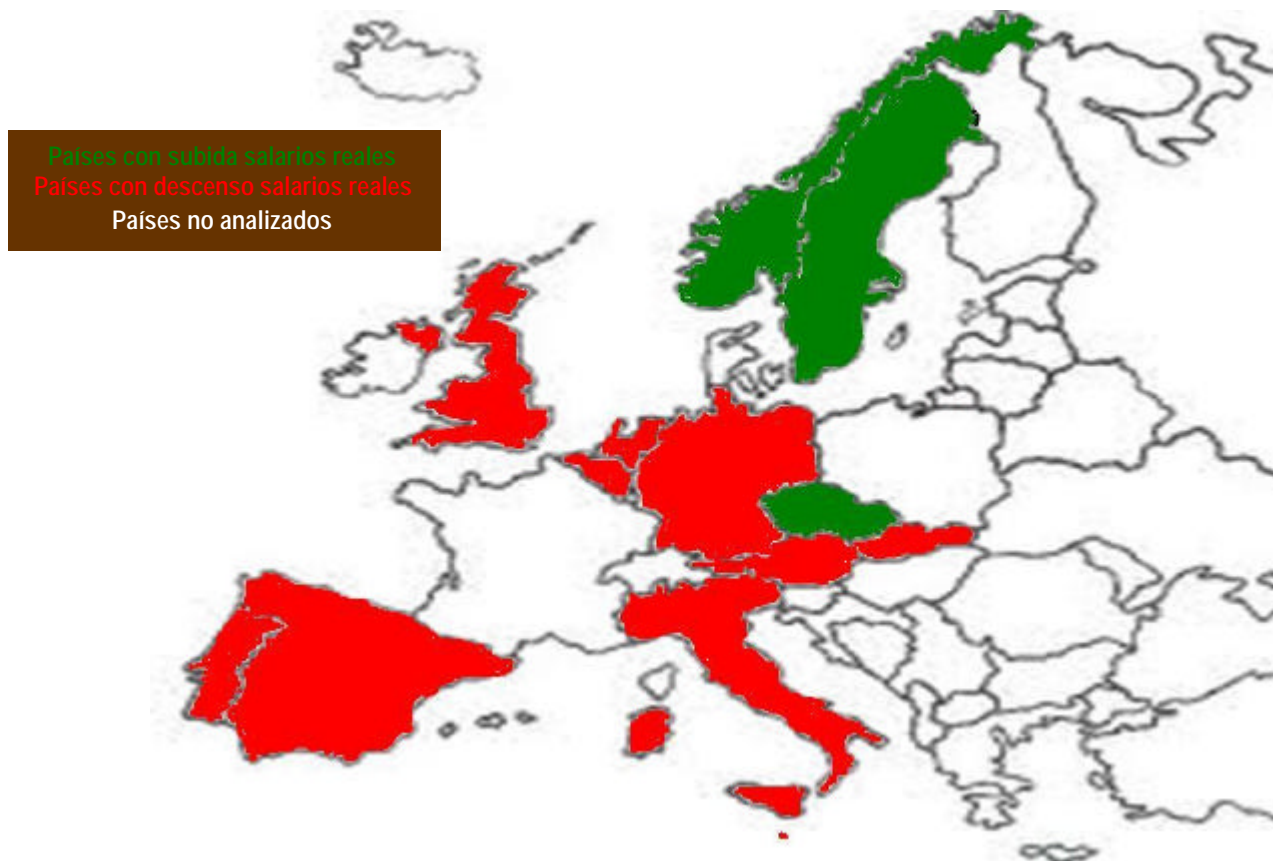 Países con subida salarios reales
Países con descenso salarios reales
Países no analizados